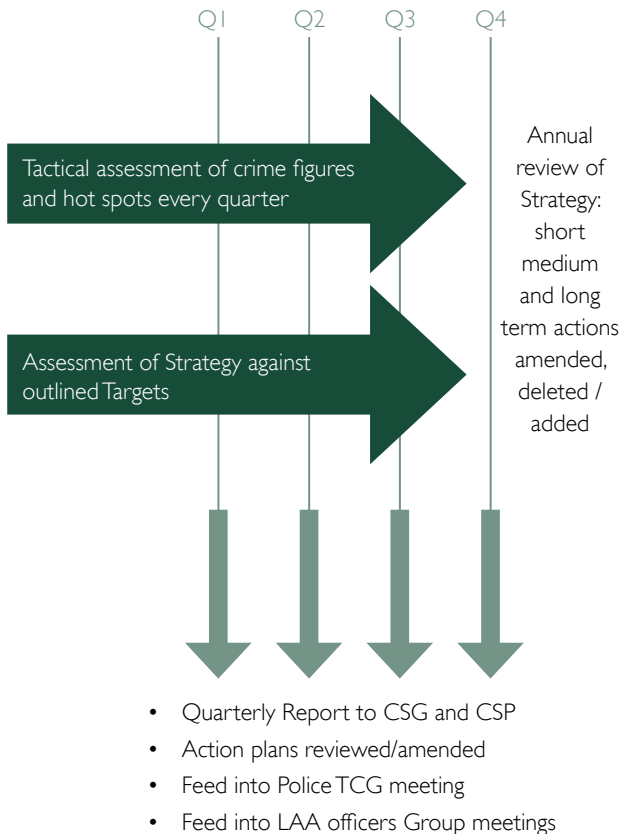 Q1 Q2 Q3 Q4
Tactical assessment of crime figures
and hot spots every quarter
Assessment of Strategy against
outlined Targets
Annual
review of
Strategy:
short
medium
and long
term actions
amended,
deleted /
added
• Quarterly Report to CSG and CSP
• Action plans reviewed/amended
• Feed into Police TCG meeting
• Feed into LAA officers Group meetings